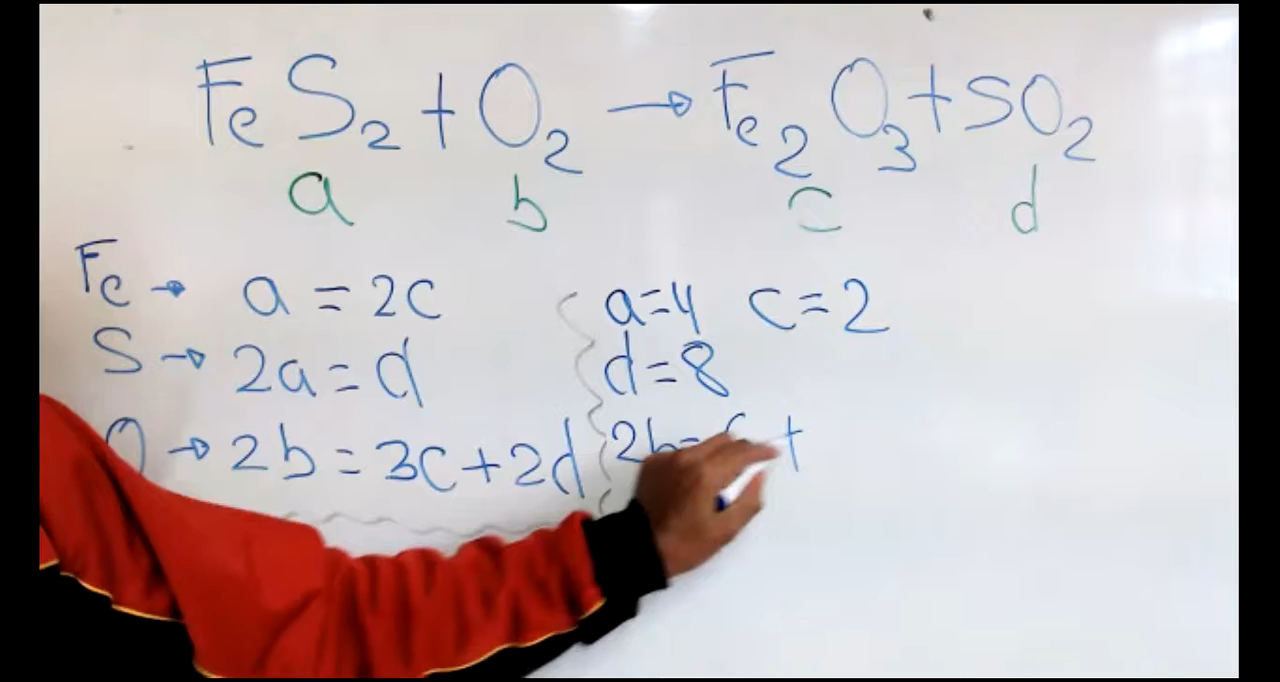 FeS₂ + O₂ → Fe₂O₃ + SO₂
a b c d
Fe → a = 2c
S → 2a = d
O → 2b = 3c + 2d
a = 4 c = 2
d = 8
2b = 6 +